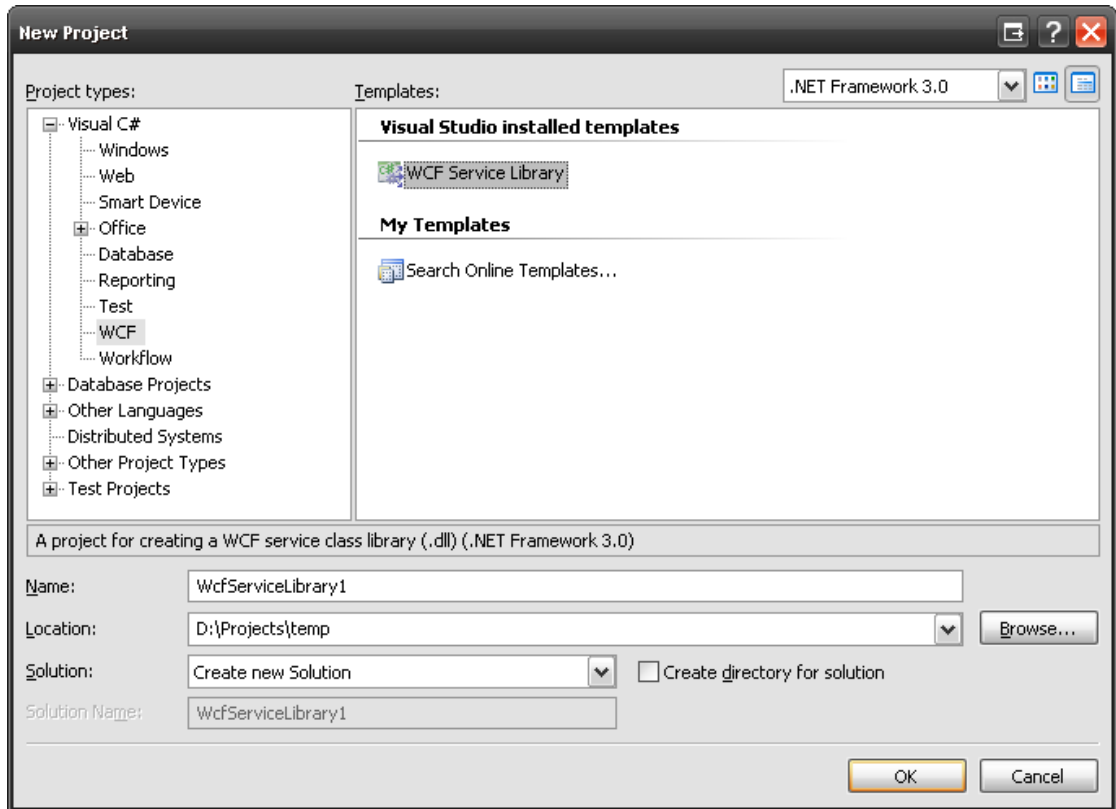 New Project
Project types:
Templates:
.NET Framework 3.0
Visual C#
Windows
Web
Smart Device
Office
Database
Reporting
Test
WCF
Workflow
Database Projects
Other Languages
Distributed Systems
Other Project Types
Test Projects
Visual Studio installed templates
WCF Service Library
My Templates
Search Online Templates...
A project for creating a WCF service class library (.dll) (.NET Framework 3.0)
Name:
WcfServiceLibrary1
Location:
D:\Projects\temp
Browse...
Solution:
Create new Solution
Create directory for solution
Solution Name:
WcfServiceLibrary1
OK
Cancel